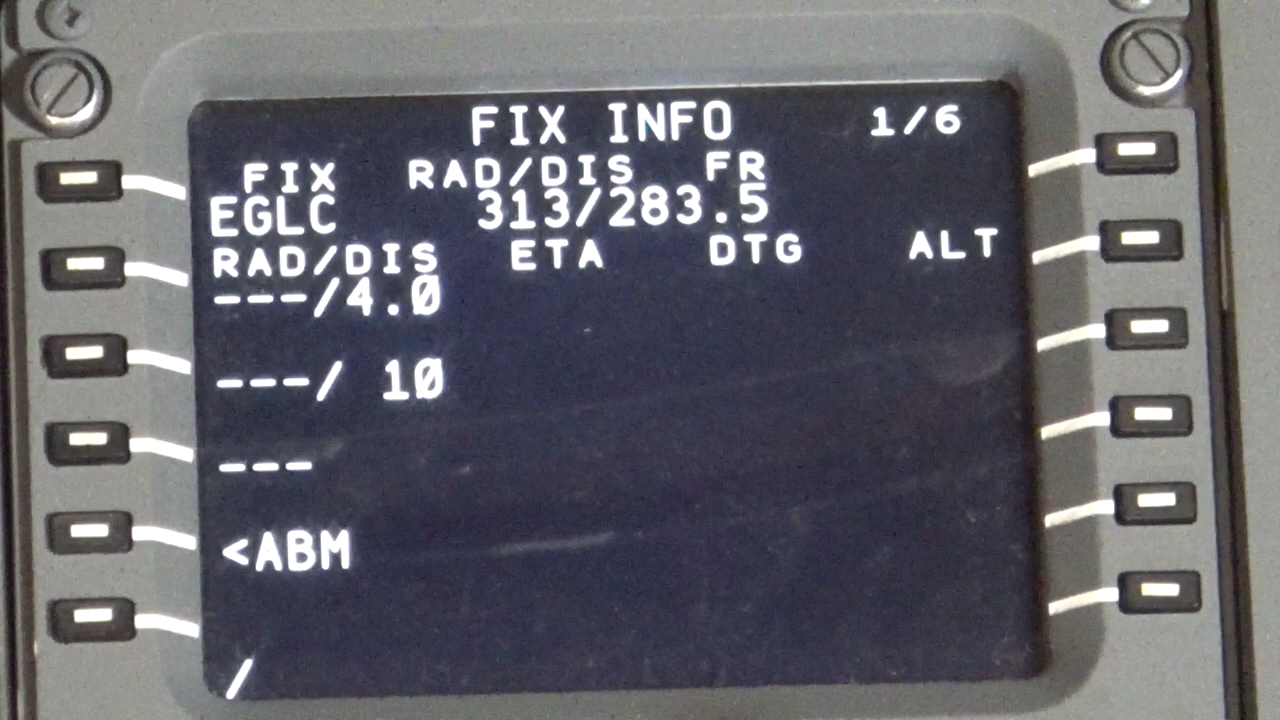 FIX INFO 1/6
FIX RAD/DIS FR
EGLC 313/283.5
RAD/DIS ETA DTG ALT
---/4.0
---/ 10
---
<ABM
/